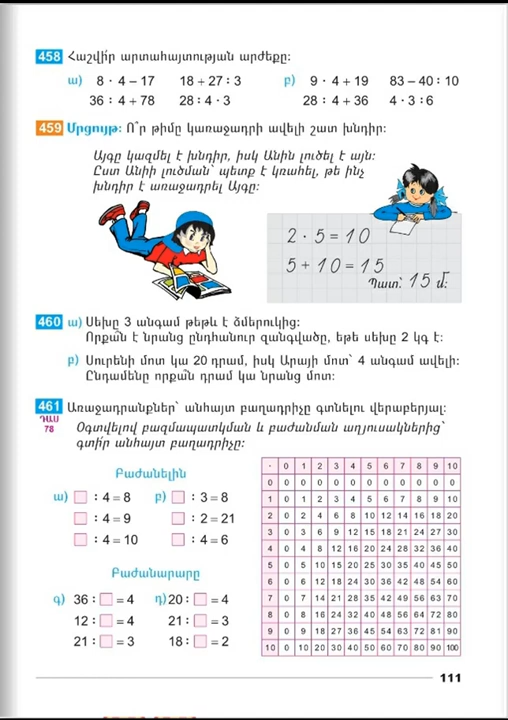 458 Հաշվի՛ր արտահայտության արժեքը:
ա) 8 · 4 – 17 18 + 27 : 3 բ) 9 · 4 + 19 83 – 40 : 10
36 : 4 + 78 28 : 4 · 3 28 : 4 + 36 4 · 3 : 6
459 Մրցույթ: Ո՞ր թիմը կառաջադրի ավելի շատ խնդիր:
Այգը կազմել է խնդիր, իսկ Անին լուծել է այն:
Ըստ Անիի լուծման՝ պետք է կռահել, թե ինչ
խնդիր է առաջադրել Այգը:
2 · 5 = 10
5 + 10 = 15
Պատ՝ 15 մ:
460 ա) Սեխը 3 անգամ թեթև է ձմերուկից:
Որքա՞ն է նրանց ընդհանուր զանգվածը, եթե սեխը 2 կգ է:
բ) Սուրենի մոտ կա 20 դրամ, իսկ Արայի մոտ՝ 4 անգամ ավելի:
Ընդամենը որքա՞ն դրամ կա նրանց մոտ:
461 Առաջադրանքներ՝ անհայտ բաղադրիչը գտնելու վերաբերյալ:
ԴԱՍ
78
Օգտվելով բազմապատկման և բաժանման աղյուսակներից՝
գտի՛ր անհայտ բաղադրիչը:
Բաժանելին
ա) : 4 = 8 բ) : 3 = 8
: 4 = 9 : 2 = 21
: 4 = 10 : 4 = 6
Բաժանարարը
գ) 36 : = 4 դ) 20 : = 4
12 : = 4 21 : = 3
21 : = 3 18 : = 2
· 0 1 2 3 4 5 6 7 8 9 10
0 0 0 0 0 0 0 0 0 0 0 0
1 0 1 2 3 4 5 6 7 8 9 10
2 0 2 4 6 8 10 12 14 16 18 20
3 0 3 6 9 12 15 18 21 24 27 30
4 0 4 8 12 16 20 24 28 32 36 40
5 0 5 10 15 20 25 30 35 40 45 50
6 0 6 12 18 24 30 36 42 48 54 60
7 0 7 14 21 28 35 42 49 56 63 70
8 0 8 16 24 32 40 48 56 64 72 80
9 0 9 18 27 36 45 54 63 72 81 90
10 0 10 20 30 40 50 60 70 80 90 100
111